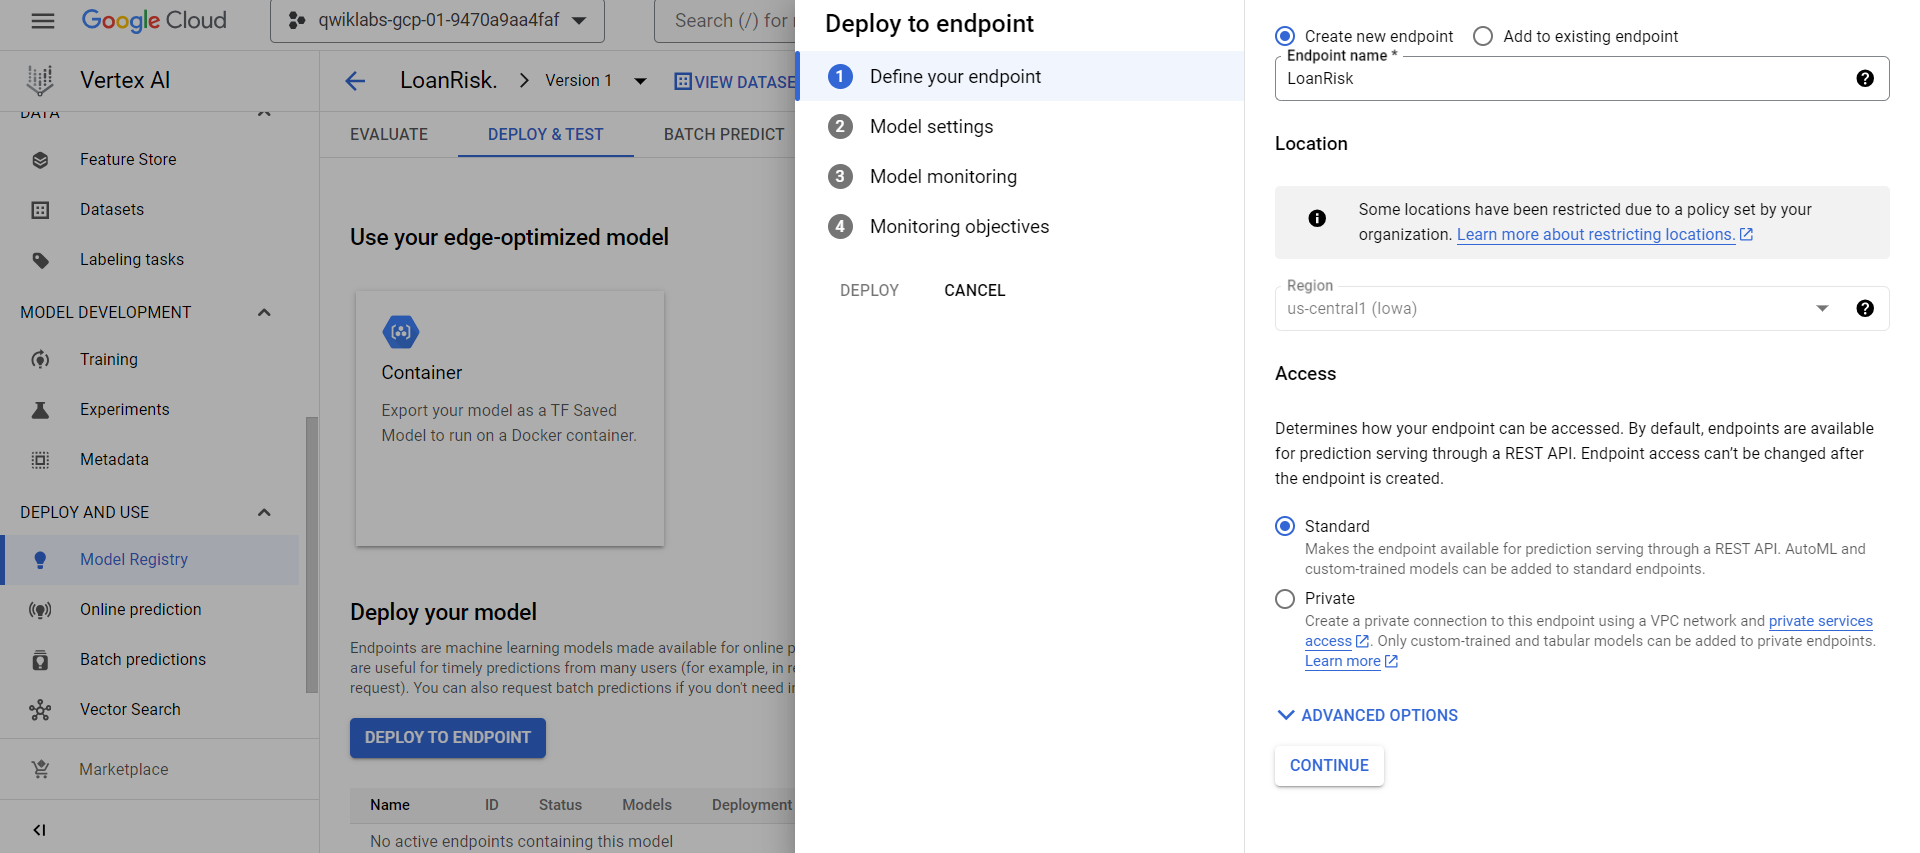 Google Cloud
qwiklabs-gcp-01-9470a9aa4faf
Search (/) for
Vertex AI
DATA
Feature Store
Datasets
Labeling tasks
MODEL DEVELOPMENT
Training
Experiments
Metadata
DEPLOY AND USE
Model Registry
Online prediction
Batch predictions
Vector Search
Marketplace
LoanRisk. > Version 1
VIEW DATASE
EVALUATE DEPLOY & TEST BATCH PREDICT
Use your edge-optimized model
Container
Export your model as a TF Saved
Model to run on a Docker container.
Deploy your model
Endpoints are machine learning models made available for online p
are useful for timely predictions from many users (for example, in r
request). You can also request batch predictions if you don't need i
DEPLOY TO ENDPOINT
Name ID Status Models Deployment
No active endpoints containing this model
Deploy to endpoint
1 Define your endpoint
2 Model settings
3 Model monitoring
4 Monitoring objectives
DEPLOY CANCEL
Create new endpoint Add to existing endpoint
Endpoint name *
LoanRisk
Location
Some locations have been restricted due to a policy set by your
organization. Learn more about restricting locations.
Region
us-central1 (Iowa)
Access
Determines how your endpoint can be accessed. By default, endpoints are available
for prediction serving through a REST API. Endpoint access can't be changed after
the endpoint is created.
Standard
Makes the endpoint available for prediction serving through a REST API. AutoML and
custom-trained models can be added to standard endpoints.
Private
Create a private connection to this endpoint using a VPC network and private services
access. Only custom-trained and tabular models can be added to private endpoints.
Learn more
ADVANCED OPTIONS
CONTINUE